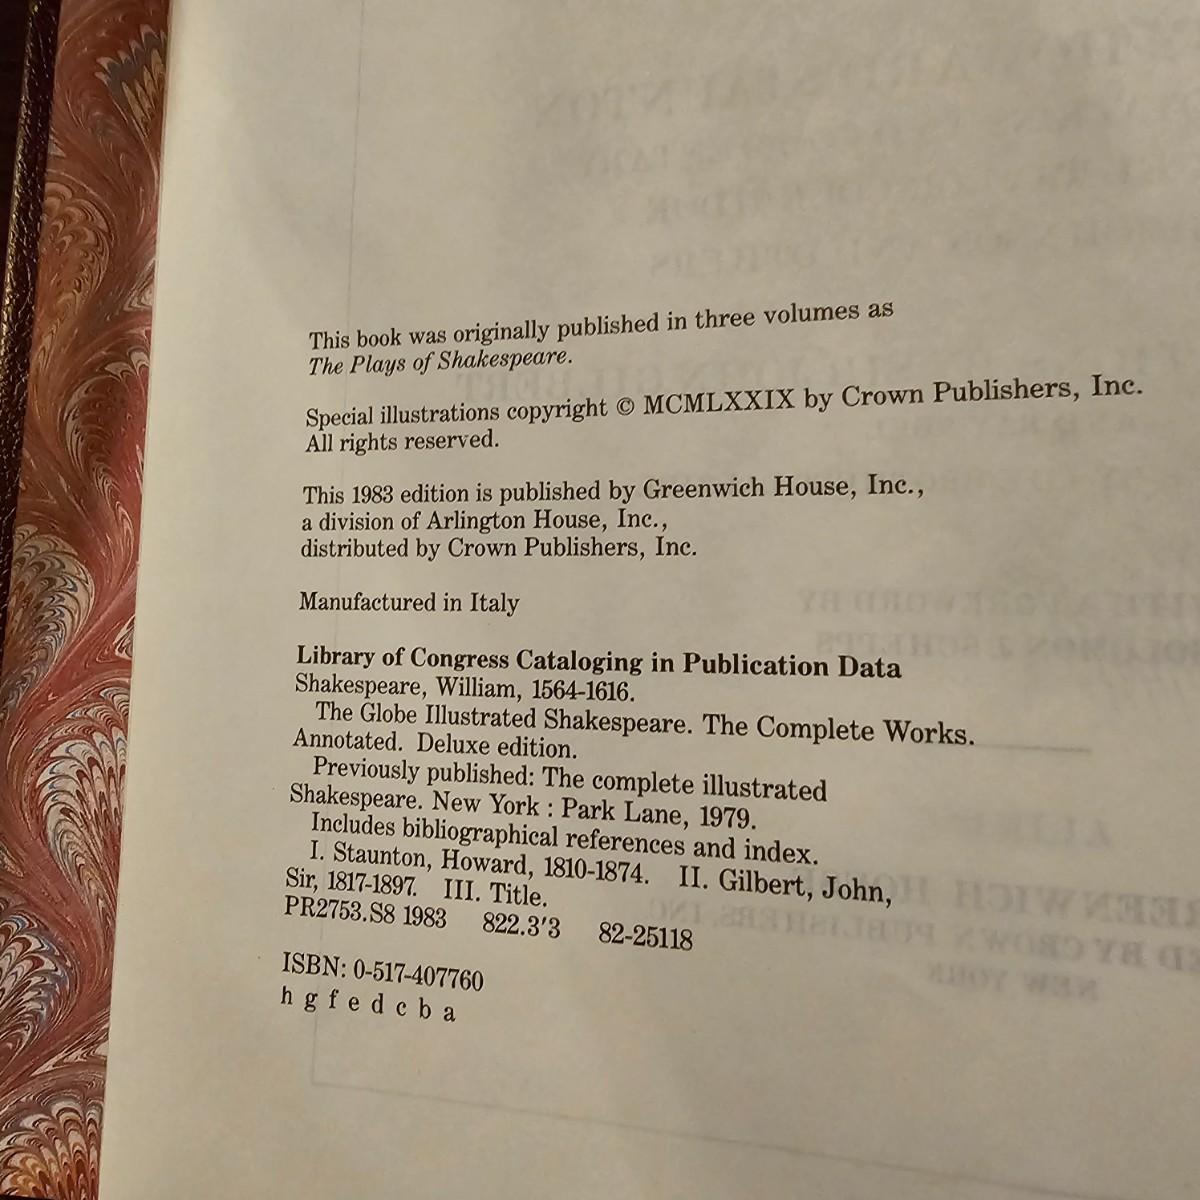 This book was originally published in three volumes as
The Plays of Shakespeare.
Special illustrations copyright © MCMLXXIX by Crown Publishers, Inc.
All rights reserved.
This 1983 edition is published by Greenwich House, Inc.,
a division of Arlington House, Inc.,
distributed by Crown Publishers, Inc.
Manufactured in Italy
Library of Congress Cataloging in Publication Data
Shakespeare, William, 1564-1616.
The Globe Illustrated Shakespeare. The Complete Works.
Annotated. Deluxe edition.
Previously published: The complete illustrated
Shakespeare. New York : Park Lane, 1979.
Includes bibliographical references and index.
I. Staunton, Howard, 1810-1874. II. Gilbert, John,
Sir, 1817-1897. III. Title.
PR2753.S8 1983 822.3′3 82-25118
ISBN: 0-517-407760
h g f e d c b a